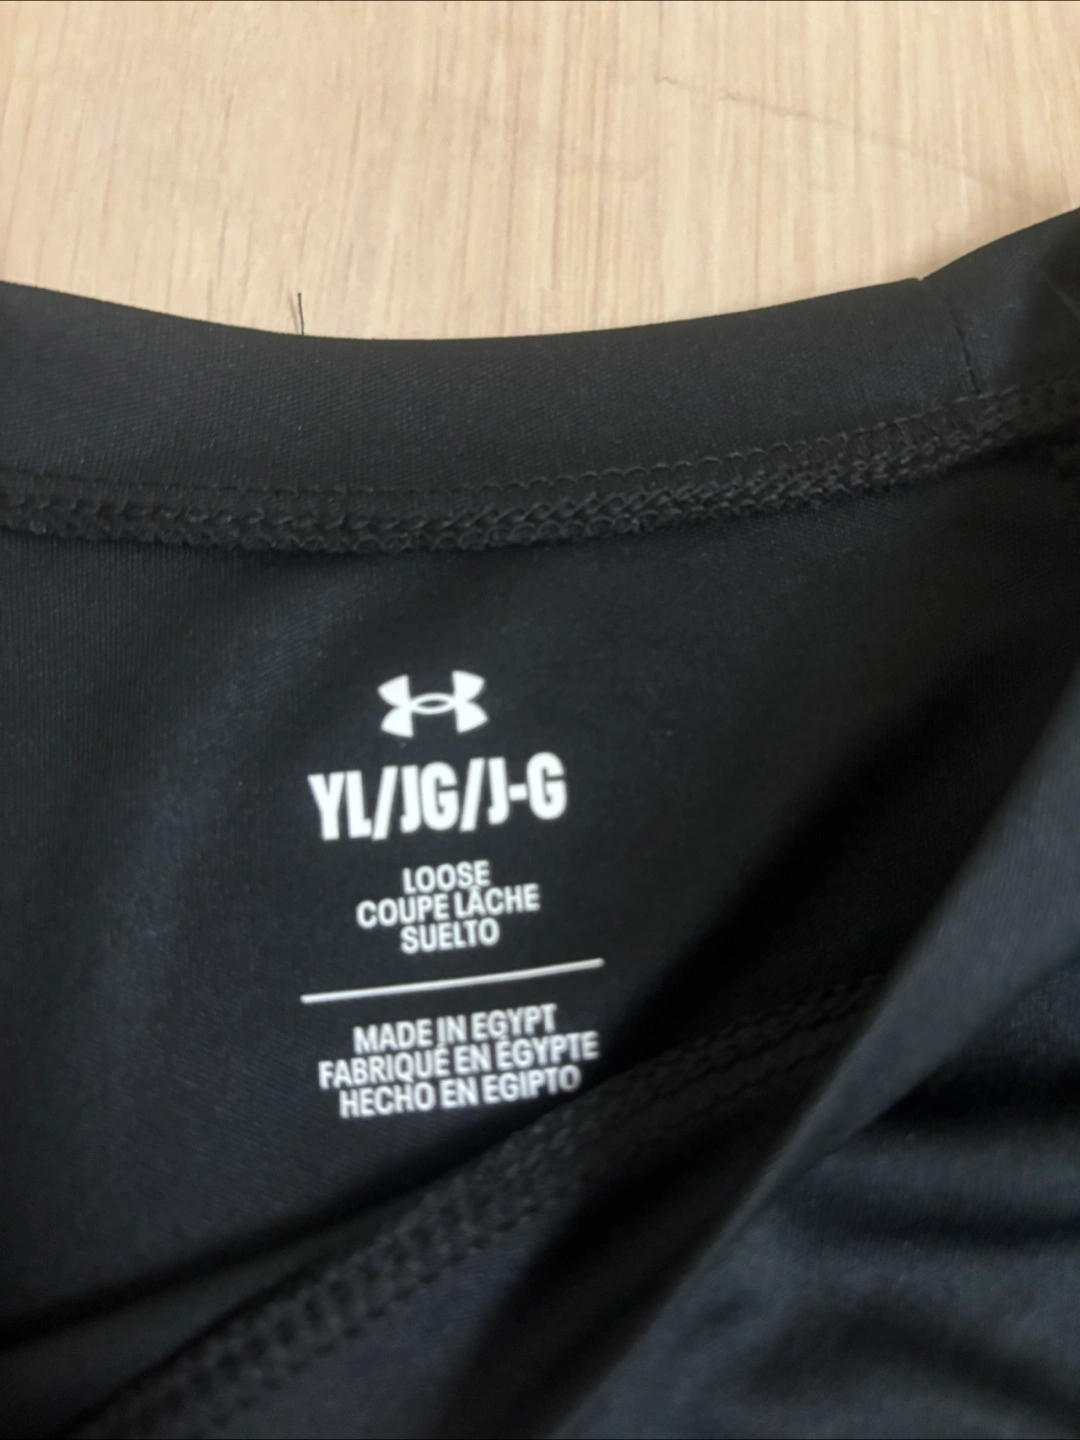 YL/JG/J-G
LOOSE
COUPE LÂCHE
SUELTO
MADE IN EGYPT
FABRIQUÉ EN ÉGYPTE
HECHO EN EGIPTO